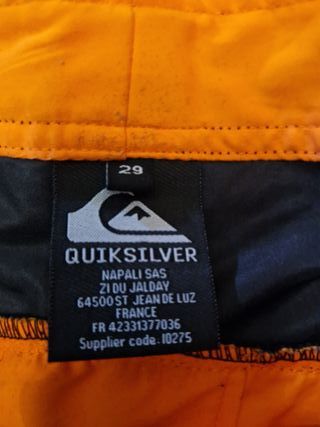 29
QUIKSILVER
NAPALI SAS
ZI DU JALDAY
64500 ST JEAN DE LUZ
FRANCE
FR 42331377036
Supplier code. 10275